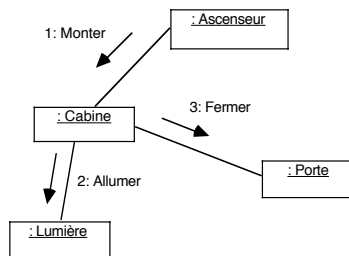 : Ascenseur
1: Monter
: Cabine
3: Fermer
: Porte
2: Allumer
: Lumière